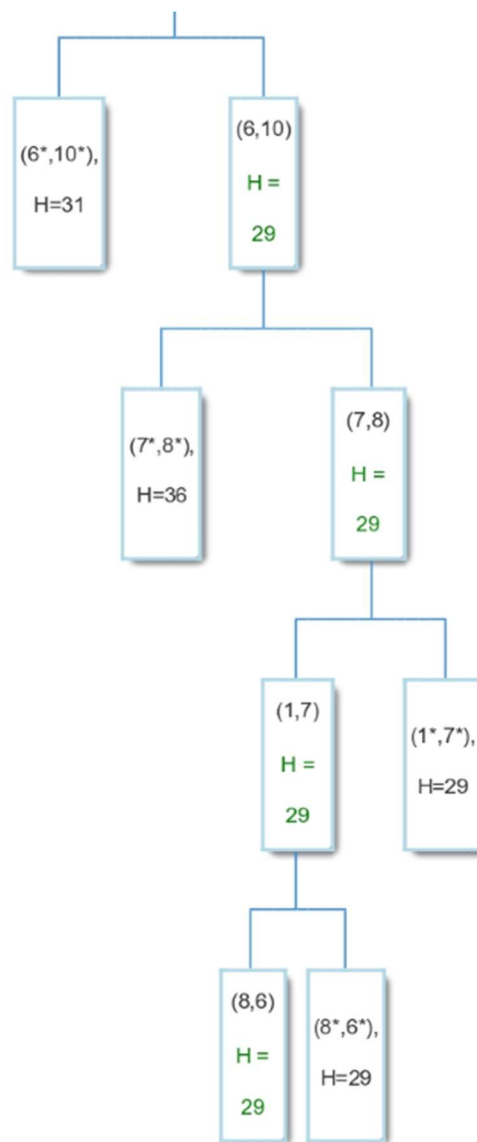 (6*,10*),
H=31
(6,10)
H =
29
(7*,8*),
H=36
(7,8)
H =
29
(1,7)
H =
29
(1*,7*),
H=29
(8,6)
H =
29
(8*,6*),
H=29